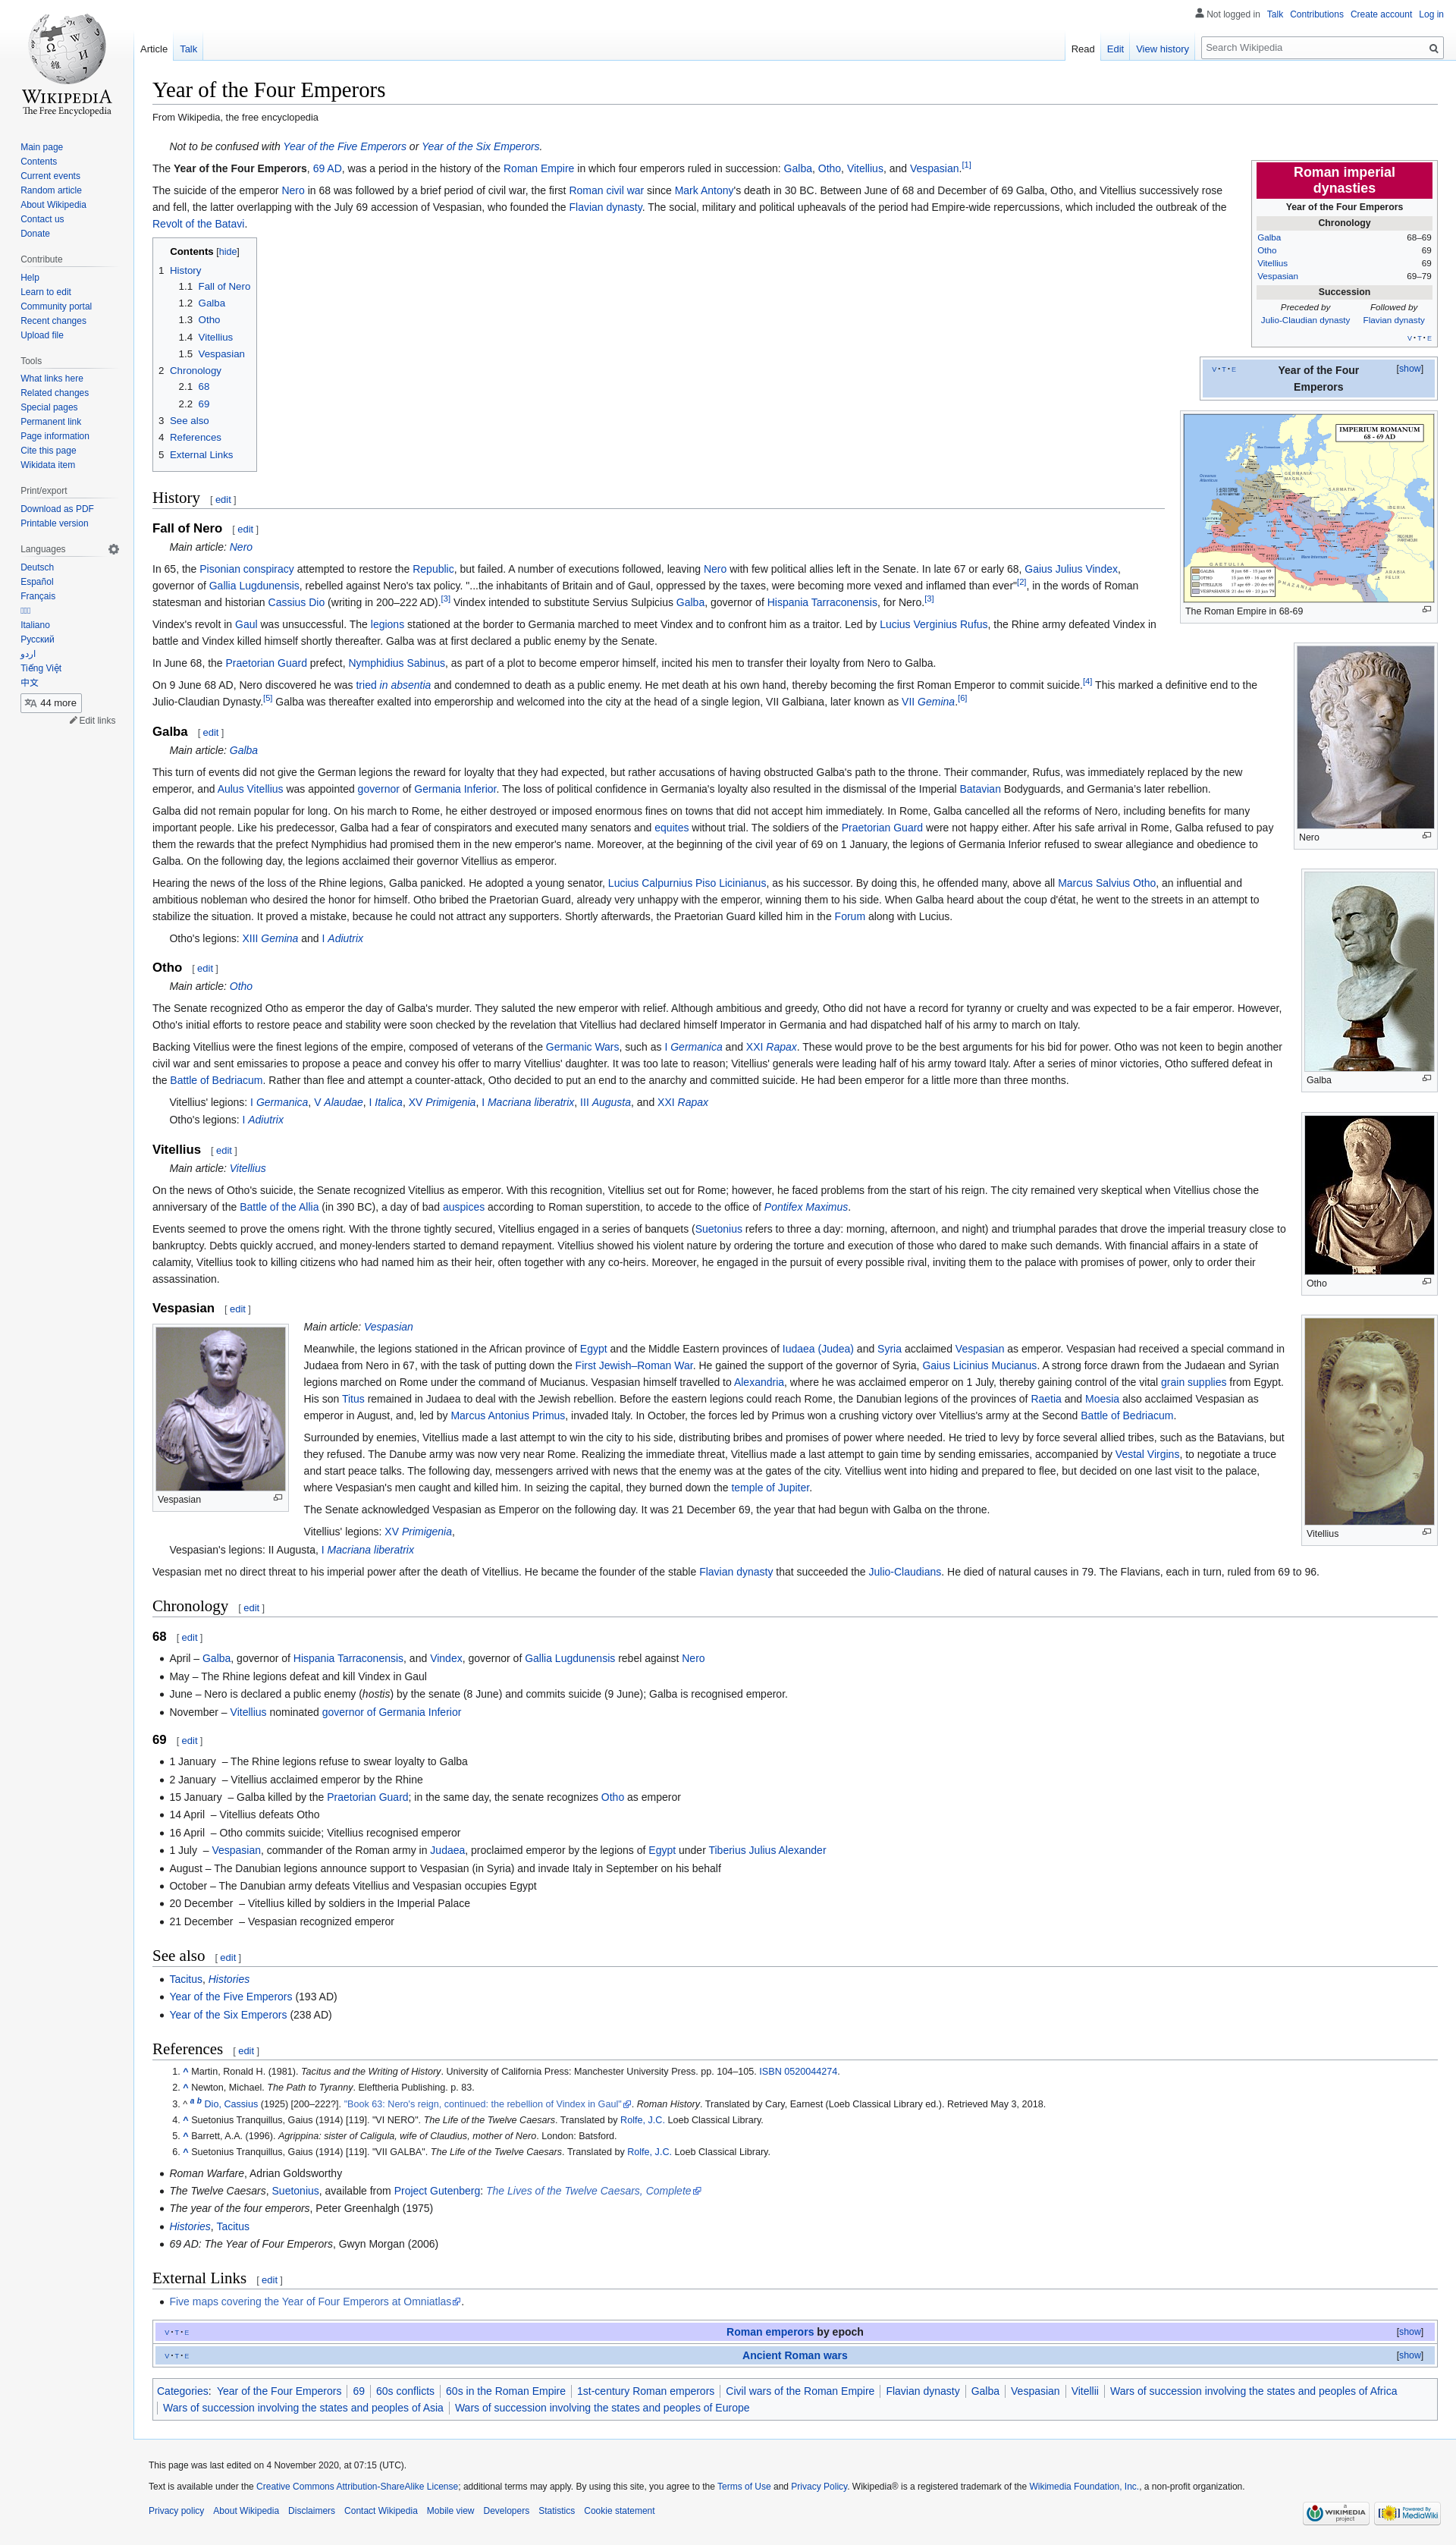 Not logged in Talk Contributions Create account Log in
Article Talk
Read Edit View history
Search Wikipedia
WIKIPEDIA
The Free Encyclopedia
Main page
Contents
Current events
Random article
About Wikipedia
Contact us
Donate
Contribute
Help
Learn to edit
Community portal
Recent changes
Upload file
Tools
What links here
Related changes
Special pages
Permanent link
Page information
Cite this page
Wikidata item
Print/export
Download as PDF
Printable version
Languages
Deutsch
Español
Français
Italiano
Русский
اردو
Tiếng Việt
中文
44 more
Edit links
Year of the Four Emperors
From Wikipedia, the free encyclopedia
Not to be confused with Year of the Five Emperors or Year of the Six Emperors.
The Year of the Four Emperors, 69 AD, was a period in the history of the Roman Empire in which four emperors ruled in succession: Galba, Otho, Vitellius, and Vespasian.[1]
The suicide of the emperor Nero in 68 was followed by a brief period of civil war, the first Roman civil war since Mark Antony's death in 30 BC. Between June of 68 and December of 69 Galba, Otho, and Vitellius successively rose
and fell, the latter overlapping with the July 69 accession of Vespasian, who founded the Flavian dynasty. The social, military and political upheavals of the period had Empire-wide repercussions, which included the outbreak of the
Revolt of the Batavi.
Roman imperial
dynasties
Year of the Four Emperors
Chronology
Galba 68–69
Otho 69
Vitellius 69
Vespasian 69–79
Succession
Preceded by Followed by
Julio-Claudian dynasty Flavian dynasty
V • T • E
V • T • E Year of the Four [show]
Emperors
IMPERIUM ROMANUM
68 - 69 AD
The Roman Empire in 68-69
Contents [hide]
1 History
1.1 Fall of Nero
1.2 Galba
1.3 Otho
1.4 Vitellius
1.5 Vespasian
2 Chronology
2.1 68
2.2 69
3 See also
4 References
5 External Links
History [ edit ]
Fall of Nero [ edit ]
Main article: Nero
In 65, the Pisonian conspiracy attempted to restore the Republic, but failed. A number of executions followed, leaving Nero with few political allies left in the Senate. In late 67 or early 68, Gaius Julius Vindex,
governor of Gallia Lugdunensis, rebelled against Nero's tax policy. "...the inhabitants of Britain and of Gaul, oppressed by the taxes, were becoming more vexed and inflamed than ever"[2], in the words of Roman
statesman and historian Cassius Dio (writing in 200–222 AD).[3] Vindex intended to substitute Servius Sulpicius Galba, governor of Hispania Tarraconensis, for Nero.[3]
Vindex's revolt in Gaul was unsuccessful. The legions stationed at the border to Germania marched to meet Vindex and to confront him as a traitor. Led by Lucius Verginius Rufus, the Rhine army defeated Vindex in
battle and Vindex killed himself shortly thereafter. Galba was at first declared a public enemy by the Senate.
In June 68, the Praetorian Guard prefect, Nymphidius Sabinus, as part of a plot to become emperor himself, incited his men to transfer their loyalty from Nero to Galba.
On 9 June 68 AD, Nero discovered he was tried in absentia and condemned to death as a public enemy. He met death at his own hand, thereby becoming the first Roman Emperor to commit suicide.[4] This marked a definitive end to the
Julio-Claudian Dynasty.[5] Galba was thereafter exalted into emperorship and welcomed into the city at the head of a single legion, VII Galbiana, later known as VII Gemina.[6]
Nero
Galba [ edit ]
Main article: Galba
This turn of events did not give the German legions the reward for loyalty that they had expected, but rather accusations of having obstructed Galba's path to the throne. Their commander, Rufus, was immediately replaced by the new
emperor, and Aulus Vitellius was appointed governor of Germania Inferior. The loss of political confidence in Germania's loyalty also resulted in the dismissal of the Imperial Batavian Bodyguards, and Germania's later rebellion.
Galba did not remain popular for long. On his march to Rome, he either destroyed or imposed enormous fines on towns that did not accept him immediately. In Rome, Galba cancelled all the reforms of Nero, including benefits for many
important people. Like his predecessor, Galba had a fear of conspirators and executed many senators and equites without trial. The soldiers of the Praetorian Guard were not happy either. After his safe arrival in Rome, Galba refused to pay
them the rewards that the prefect Nymphidius had promised them in the new emperor's name. Moreover, at the beginning of the civil year of 69 on 1 January, the legions of Germania Inferior refused to swear allegiance and obedience to
Galba. On the following day, the legions acclaimed their governor Vitellius as emperor.
Hearing the news of the loss of the Rhine legions, Galba panicked. He adopted a young senator, Lucius Calpurnius Piso Licinianus, as his successor. By doing this, he offended many, above all Marcus Salvius Otho, an influential and
ambitious nobleman who desired the honor for himself. Otho bribed the Praetorian Guard, already very unhappy with the emperor, winning them to his side. When Galba heard about the coup d'état, he went to the streets in an attempt to
stabilize the situation. It proved a mistake, because he could not attract any supporters. Shortly afterwards, the Praetorian Guard killed him in the Forum along with Lucius.
Otho's legions: XIII Gemina and I Adiutrix
Galba
Otho [ edit ]
Main article: Otho
The Senate recognized Otho as emperor the day of Galba's murder. They saluted the new emperor with relief. Although ambitious and greedy, Otho did not have a record for tyranny or cruelty and was expected to be a fair emperor. However,
Otho's initial efforts to restore peace and stability were soon checked by the revelation that Vitellius had declared himself Imperator in Germania and had dispatched half of his army to march on Italy.
Backing Vitellius were the finest legions of the empire, composed of veterans of the Germanic Wars, such as I Germanica and XXI Rapax. These would prove to be the best arguments for his bid for power. Otho was not keen to begin another
civil war and sent emissaries to propose a peace and convey his offer to marry Vitellius' daughter. It was too late to reason; Vitellius' generals were leading half of his army toward Italy. After a series of minor victories, Otho suffered defeat in
the Battle of Bedriacum. Rather than flee and attempt a counter-attack, Otho decided to put an end to the anarchy and committed suicide. He had been emperor for a little more than three months.
Vitellius' legions: I Germanica, V Alaudae, I Italica, XV Primigenia, I Macriana liberatrix, III Augusta, and XXI Rapax
Otho's legions: I Adiutrix
Otho
Vitellius [ edit ]
Main article: Vitellius
On the news of Otho's suicide, the Senate recognized Vitellius as emperor. With this recognition, Vitellius set out for Rome; however, he faced problems from the start of his reign. The city remained very skeptical when Vitellius chose the
anniversary of the Battle of the Allia (in 390 BC), a day of bad auspices according to Roman superstition, to accede to the office of Pontifex Maximus.
Events seemed to prove the omens right. With the throne tightly secured, Vitellius engaged in a series of banquets (Suetonius refers to three a day: morning, afternoon, and night) and triumphal parades that drove the imperial treasury close to
bankruptcy. Debts quickly accrued, and money-lenders started to demand repayment. Vitellius showed his violent nature by ordering the torture and execution of those who dared to make such demands. With financial affairs in a state of
calamity, Vitellius took to killing citizens who had named him as their heir, often together with any co-heirs. Moreover, he engaged in the pursuit of every possible rival, inviting them to the palace with promises of power, only to order their
assassination.
Vitellius
Vespasian [ edit ]
Vespasian
Main article: Vespasian
Meanwhile, the legions stationed in the African province of Egypt and the Middle Eastern provinces of Iudaea (Judea) and Syria acclaimed Vespasian as emperor. Vespasian had received a special command in
Judaea from Nero in 67, with the task of putting down the First Jewish–Roman War. He gained the support of the governor of Syria, Gaius Licinius Mucianus. A strong force drawn from the Judaean and Syrian
legions marched on Rome under the command of Mucianus. Vespasian himself travelled to Alexandria, where he was acclaimed emperor on 1 July, thereby gaining control of the vital grain supplies from Egypt.
His son Titus remained in Judaea to deal with the Jewish rebellion. Before the eastern legions could reach Rome, the Danubian legions of the provinces of Raetia and Moesia also acclaimed Vespasian as
emperor in August, and, led by Marcus Antonius Primus, invaded Italy. In October, the forces led by Primus won a crushing victory over Vitellius's army at the Second Battle of Bedriacum.
Surrounded by enemies, Vitellius made a last attempt to win the city to his side, distributing bribes and promises of power where needed. He tried to levy by force several allied tribes, such as the Batavians, but
they refused. The Danube army was now very near Rome. Realizing the immediate threat, Vitellius made a last attempt to gain time by sending emissaries, accompanied by Vestal Virgins, to negotiate a truce
and start peace talks. The following day, messengers arrived with news that the enemy was at the gates of the city. Vitellius went into hiding and prepared to flee, but decided on one last visit to the palace,
where Vespasian's men caught and killed him. In seizing the capital, they burned down the temple of Jupiter.
The Senate acknowledged Vespasian as Emperor on the following day. It was 21 December 69, the year that had begun with Galba on the throne.
Vitellius' legions: XV Primigenia,
Vespasian's legions: II Augusta, I Macriana liberatrix
Vespasian met no direct threat to his imperial power after the death of Vitellius. He became the founder of the stable Flavian dynasty that succeeded the Julio-Claudians. He died of natural causes in 79. The Flavians, each in turn, ruled from 69 to 96.
Chronology [ edit ]
68 [ edit ]
April – Galba, governor of Hispania Tarraconensis, and Vindex, governor of Gallia Lugdunensis rebel against Nero
May – The Rhine legions defeat and kill Vindex in Gaul
June – Nero is declared a public enemy (hostis) by the senate (8 June) and commits suicide (9 June); Galba is recognised emperor.
November – Vitellius nominated governor of Germania Inferior
69 [ edit ]
1 January – The Rhine legions refuse to swear loyalty to Galba
2 January – Vitellius acclaimed emperor by the Rhine
15 January – Galba killed by the Praetorian Guard; in the same day, the senate recognizes Otho as emperor
14 April – Vitellius defeats Otho
16 April – Otho commits suicide; Vitellius recognised emperor
1 July – Vespasian, commander of the Roman army in Judaea, proclaimed emperor by the legions of Egypt under Tiberius Julius Alexander
August – The Danubian legions announce support to Vespasian (in Syria) and invade Italy in September on his behalf
October – The Danubian army defeats Vitellius and Vespasian occupies Egypt
20 December – Vitellius killed by soldiers in the Imperial Palace
21 December – Vespasian recognized emperor
See also [ edit ]
Tacitus, Histories
Year of the Five Emperors (193 AD)
Year of the Six Emperors (238 AD)
References [ edit ]
1. ^ Martin, Ronald H. (1981). Tacitus and the Writing of History. University of California Press: Manchester University Press. pp. 104–105. ISBN 0520044274.
2. ^ Newton, Michael. The Path to Tyranny. Eleftheria Publishing. p. 83.
3. ^ a b Dio, Cassius (1925) [200–222?]. "Book 63: Nero's reign, continued: the rebellion of Vindex in Gaul". Roman History. Translated by Cary, Earnest (Loeb Classical Library ed.). Retrieved May 3, 2018.
4. ^ Suetonius Tranquillus, Gaius (1914) [119]. "VI NERO". The Life of the Twelve Caesars. Translated by Rolfe, J.C. Loeb Classical Library.
5. ^ Barrett, A.A. (1996). Agrippina: sister of Caligula, wife of Claudius, mother of Nero. London: Batsford.
6. ^ Suetonius Tranquillus, Gaius (1914) [119]. "VII GALBA". The Life of the Twelve Caesars. Translated by Rolfe, J.C. Loeb Classical Library.
Roman Warfare, Adrian Goldsworthy
The Twelve Caesars, Suetonius, available from Project Gutenberg: The Lives of the Twelve Caesars, Complete
The year of the four emperors, Peter Greenhalgh (1975)
Histories, Tacitus
69 AD: The Year of Four Emperors, Gwyn Morgan (2006)
External Links [ edit ]
Five maps covering the Year of Four Emperors at Omniatlas.
V • T • E Roman emperors by epoch [show]
V • T • E Ancient Roman wars [show]
Categories: Year of the Four Emperors | 69 | 60s conflicts | 60s in the Roman Empire | 1st-century Roman emperors | Civil wars of the Roman Empire | Flavian dynasty | Galba | Vespasian | Vitellii | Wars of succession involving the states and peoples of Africa
| Wars of succession involving the states and peoples of Asia | Wars of succession involving the states and peoples of Europe
This page was last edited on 4 November 2020, at 07:15 (UTC).
Text is available under the Creative Commons Attribution-ShareAlike License; additional terms may apply. By using this site, you agree to the Terms of Use and Privacy Policy. Wikipedia® is a registered trademark of the Wikimedia Foundation, Inc., a non-profit organization.
Privacy policy About Wikipedia Disclaimers Contact Wikipedia Mobile view Developers Statistics Cookie statement
A WIKIMEDIA project
Powered By MediaWiki